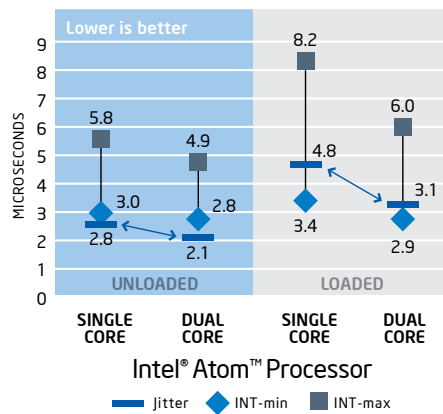 Lower is better
MICROSECONDS
9
8
7
6
5
4
3
2
1
0
5.8
3.0
2.8
4.9
2.8
2.1
8.2
4.8
3.4
6.0
3.1
2.9
UNLOADED
LOADED
SINGLE CORE
DUAL CORE
SINGLE CORE
DUAL CORE
Intel® Atom™ Processor
Jitter INT-min INT-max